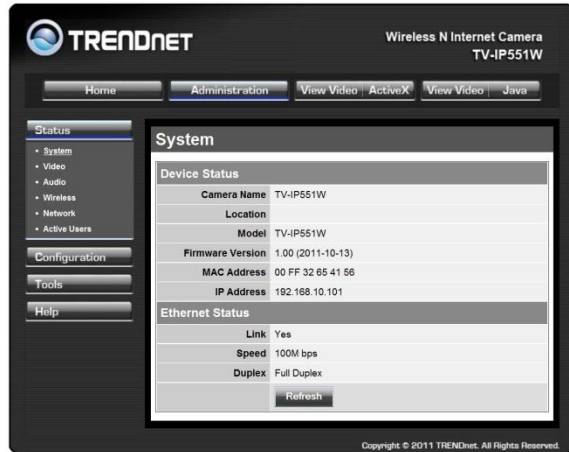 TRENDNET
Wireless N Internet Camera
TV-IP551W
Home
Administration
View Video ActiveX
View Video Java
Status
• System
• Video
• Audio
• Wireless
• Network
• Active Users
Configuration
Tools
Help
System
Device Status
Camera Name TV-IP551W
Location
Model TV-IP551W
Firmware Version 1.00 (2011-10-13)
MAC Address 00 FF 32 65 41 56
IP Address 192.168.10.101
Ethernet Status
Link Yes
Speed 100M bps
Duplex Full Duplex
Refresh
Copyright © 2011 TRENDnet. All Rights Reserved.